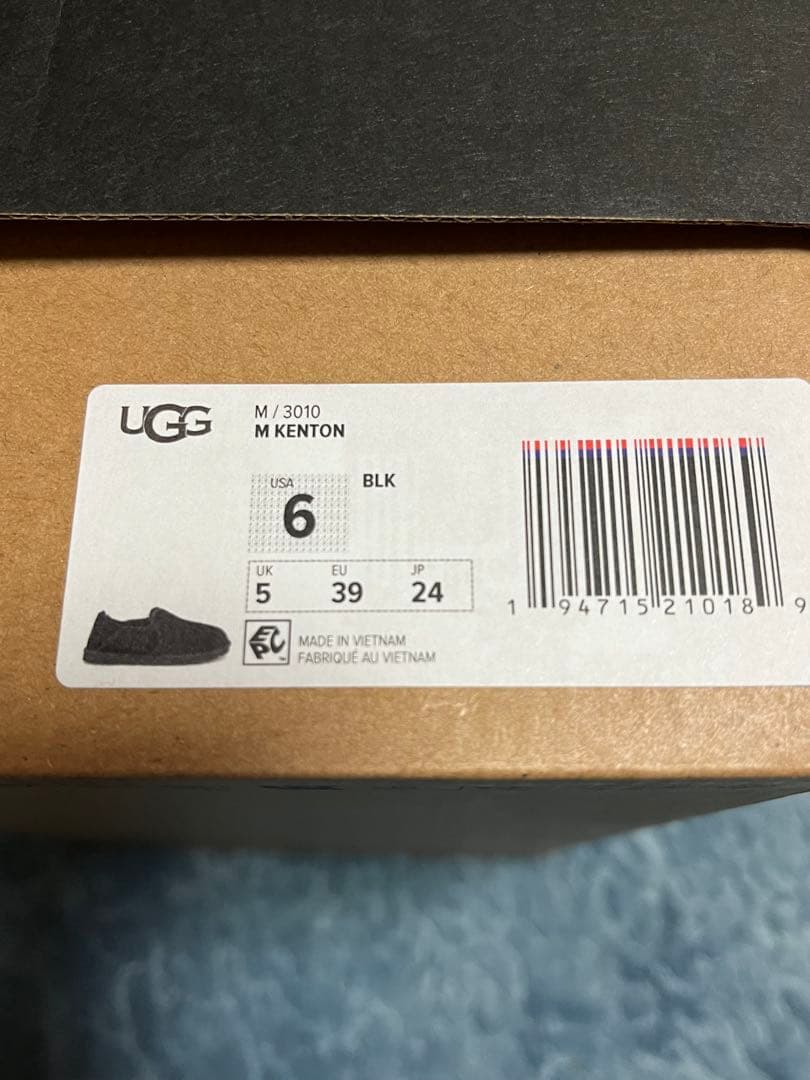 UGG
M / 3010
M KENTON
USA
6
BLK
UK EU JP
5 39 24
EPC
MADE IN VIETNAM
FABRIQUÉ AU VIETNAM
1 94715 21018 9